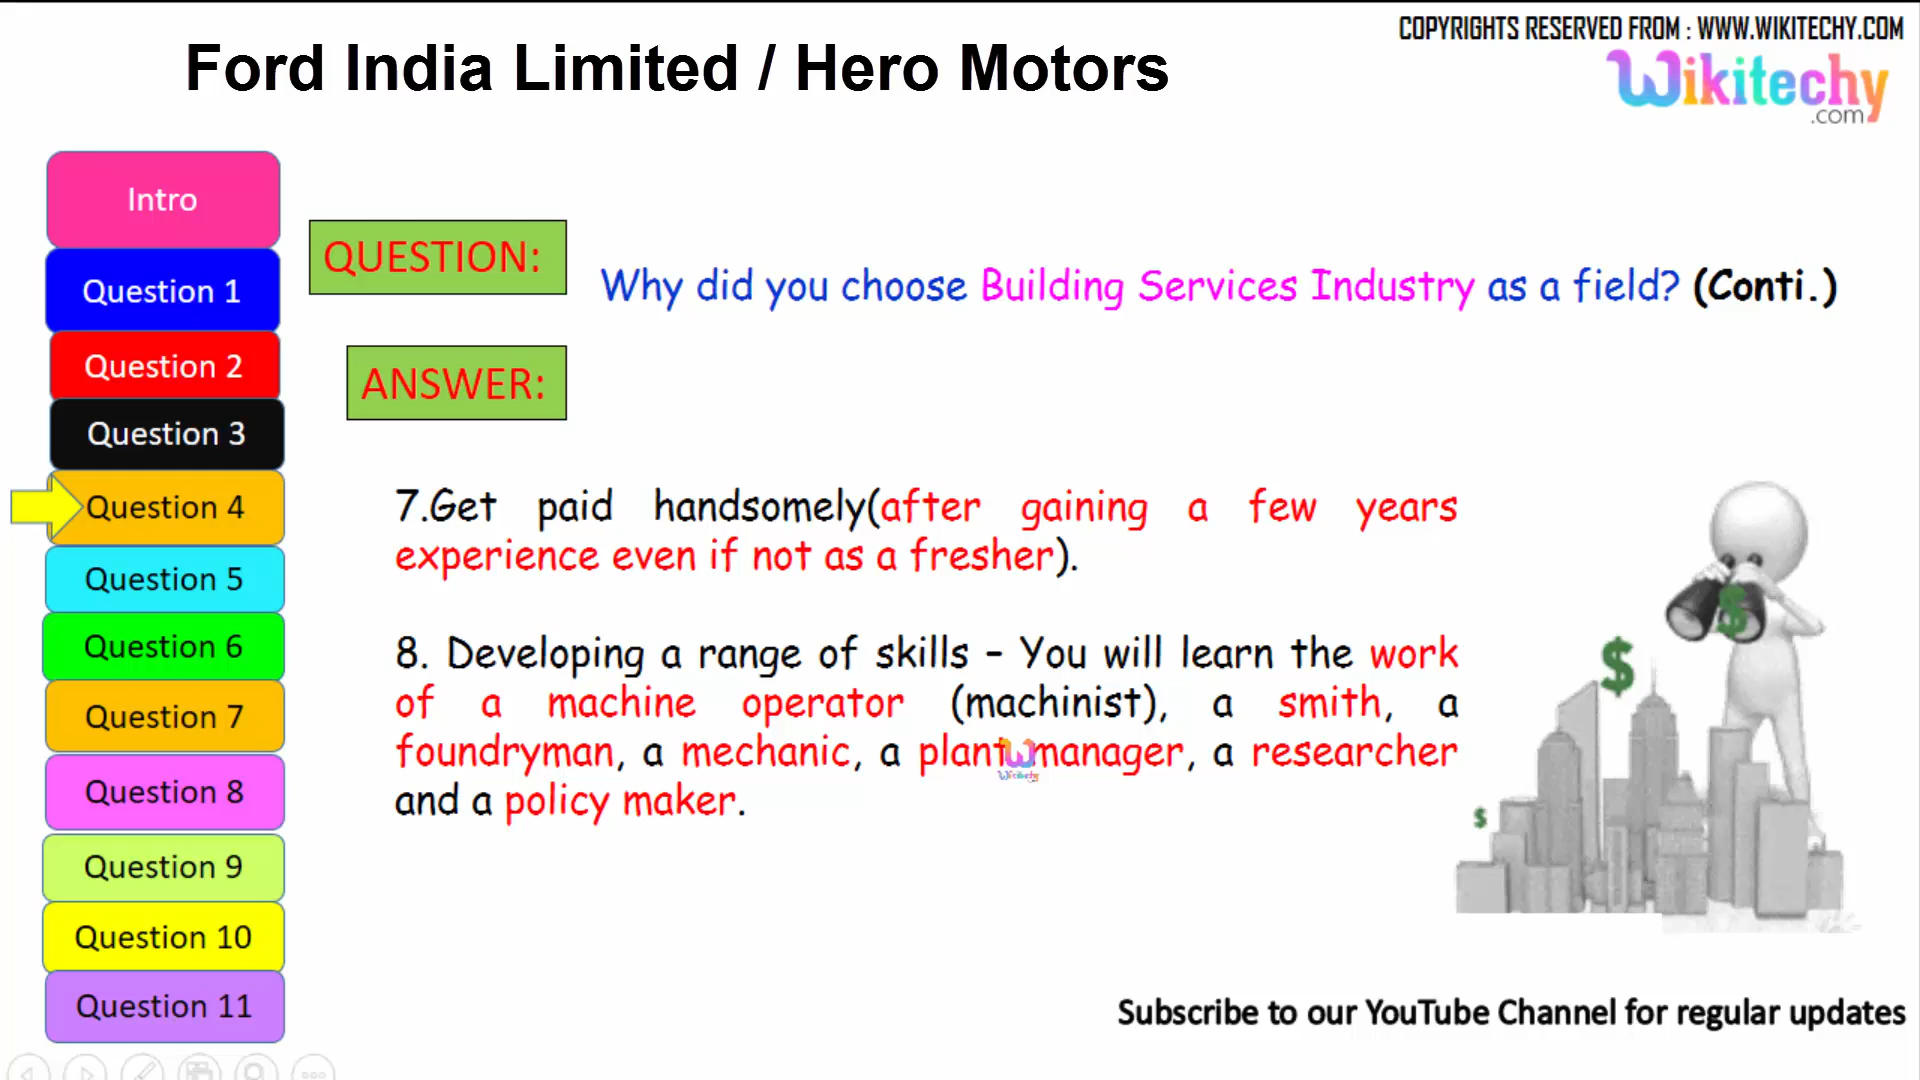 COPYRIGHTS RESERVED FROM : WWW.WIKITECHY.COM
Ford India Limited / Hero Motors
Wikitechy
.com
Intro
Question 1
Question 2
Question 3
Question 4
Question 5
Question 6
Question 7
Question 8
Question 9
Question 10
Question 11
QUESTION:
Why did you choose Building Services Industry as a field? (Conti.)
ANSWER:
7.Get paid handsomely(after gaining a few years
experience even if not as a fresher).
8. Developing a range of skills – You will learn the work
of a machine operator (machinist), a smith, a
foundryman, a mechanic, a plant manager, a researcher
and a policy maker.
Wikitechy
$
$
$
Subscribe to our YouTube Channel for regular updates